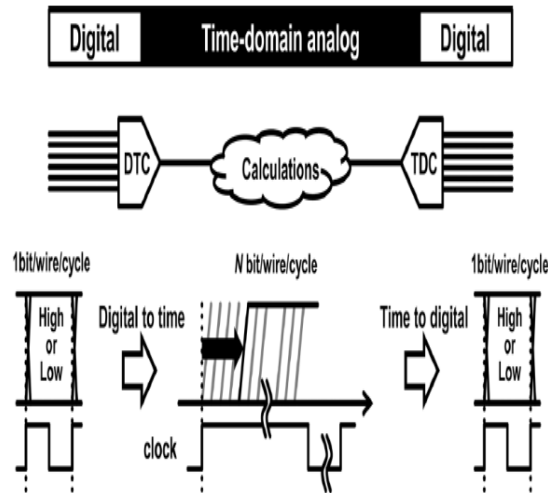 Digital Time-domain analog Digital
DTC Calculations TDC
1bit/wire/cycle N bit/wire/cycle 1bit/wire/cycle
High
or
Low
Digital to time
Time to digital
High
or
Low
clock